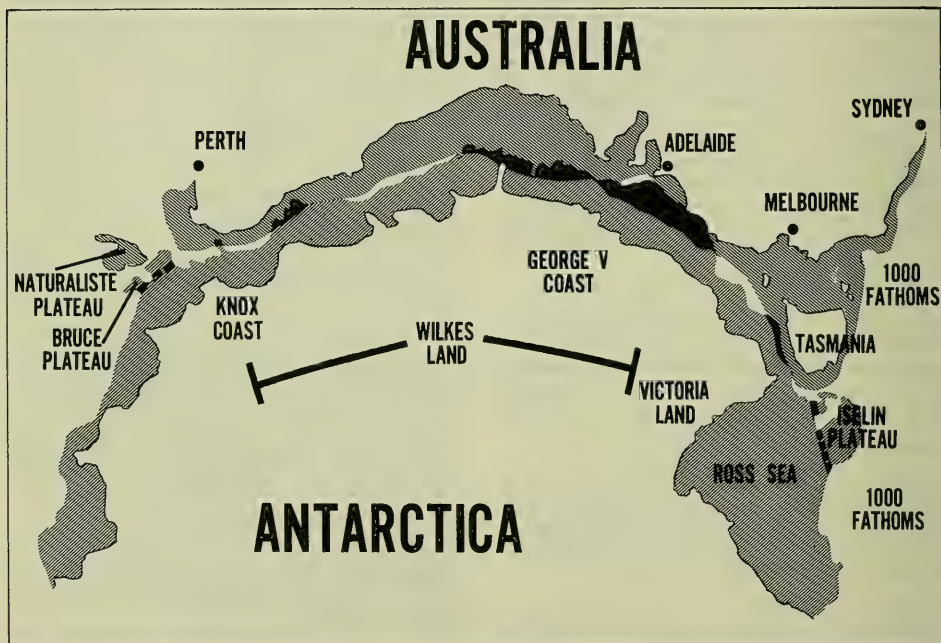 AUSTRALIA
SYDNEY
PERTH
ADELAIDE
MELBOURNE
NATURALISTE
PLATEAU
BRUCE
PLATEAU
KNOX
COAST
GEORGE V
COAST
1000
FATHOMS
WILKES
LAND
TASMANIA
VICTORIA
LAND
ISELIN
PLATEAU
ROSS SEA
1000
FATHOMS
ANTARCTICA